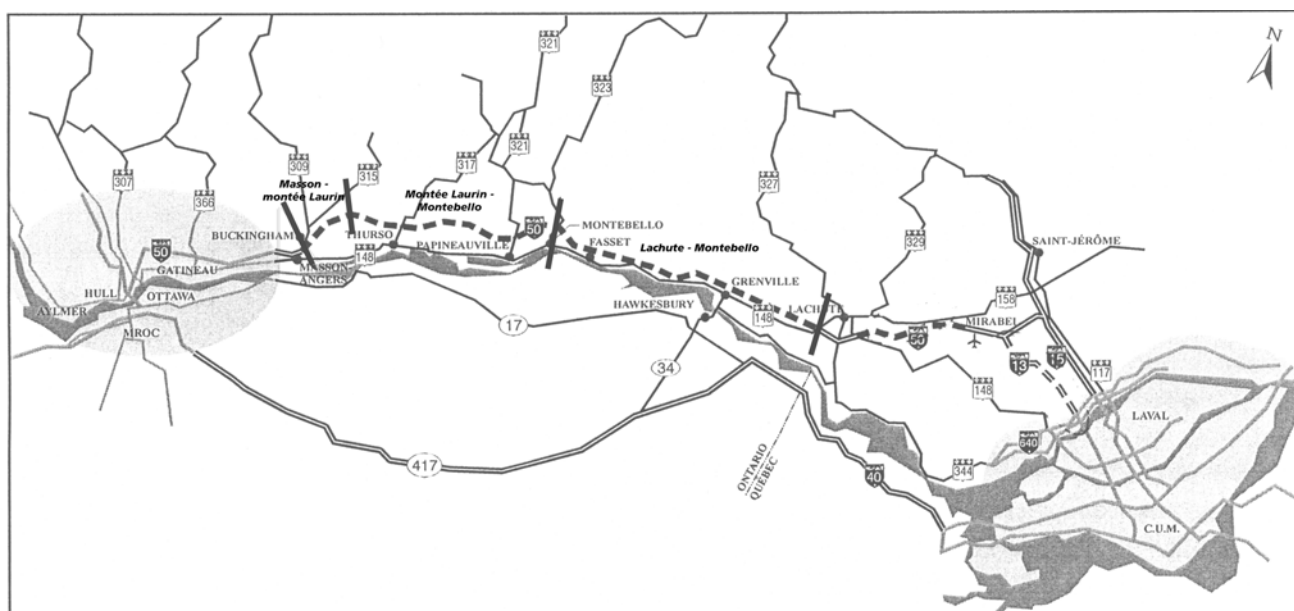 N
321
323
309
315
317
321
307
366
327
329
Masson -
montée Laurin
Montée Laurin -
Montebello
Lachute - Montebello
BUCKINGHAM
THURSO
PAPINEAUVILLE
MONTEBELLO
FASSET
50
50
148
GATINEAU
MASSON-
ANGERS
HULL
OTTAWA
AYLMER
MROC
17
34
417
HAWKESBURY
GRENVILLE
148
LACHUTE
50
158
MIRABEL
SAINT-JÉRÔME
13
15
117
148
LAVAL
640
344
40
ONTARIO
QUÉBEC
C.U.M.